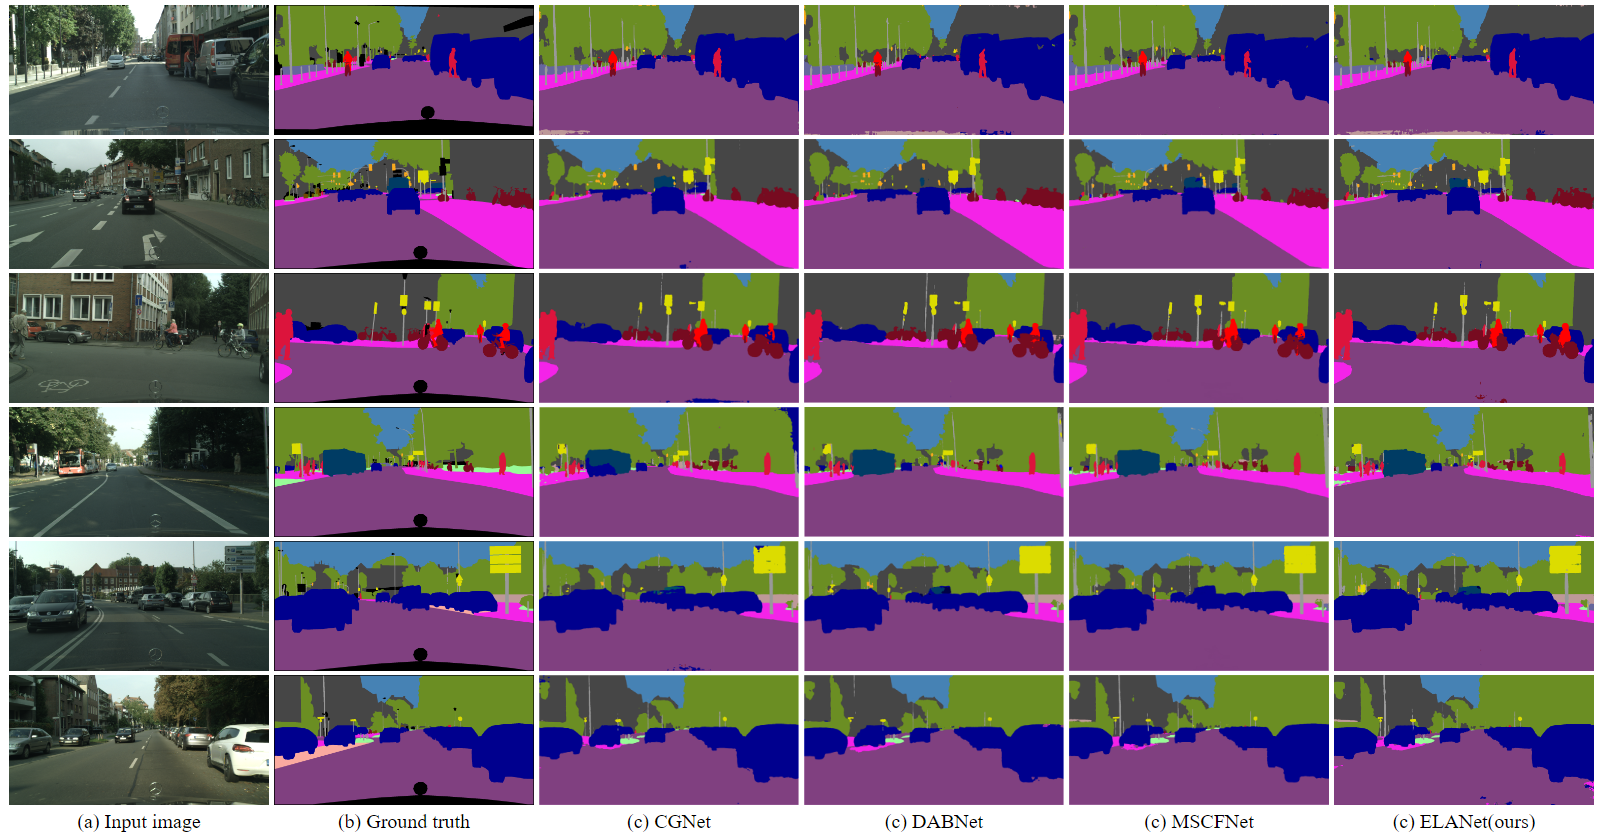 (a) Input image
(b) Ground truth
(c) CGNet
(c) DABNet
(c) MSCFNet
(c) ELANet(ours)